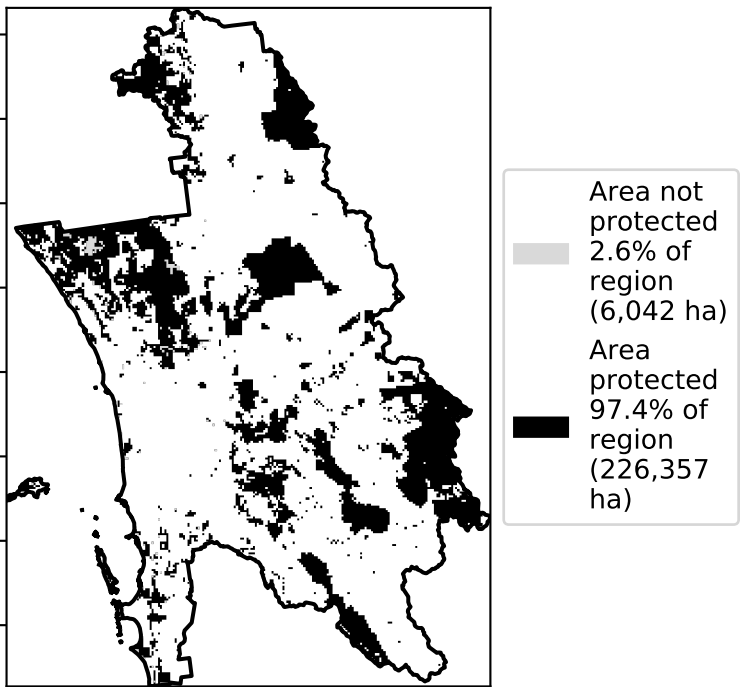 Area not
protected
2.6% of
region
(6,042 ha)
Area
protected
97.4% of
region
(226,357
ha)